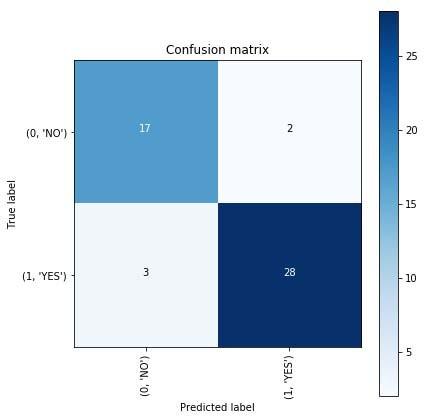 Confusion matrix
True label
(0, 'NO')
17
2
(1, 'YES')
3
28
(0, 'NO')
(1, 'YES')
Predicted label
25
20
15
10
5